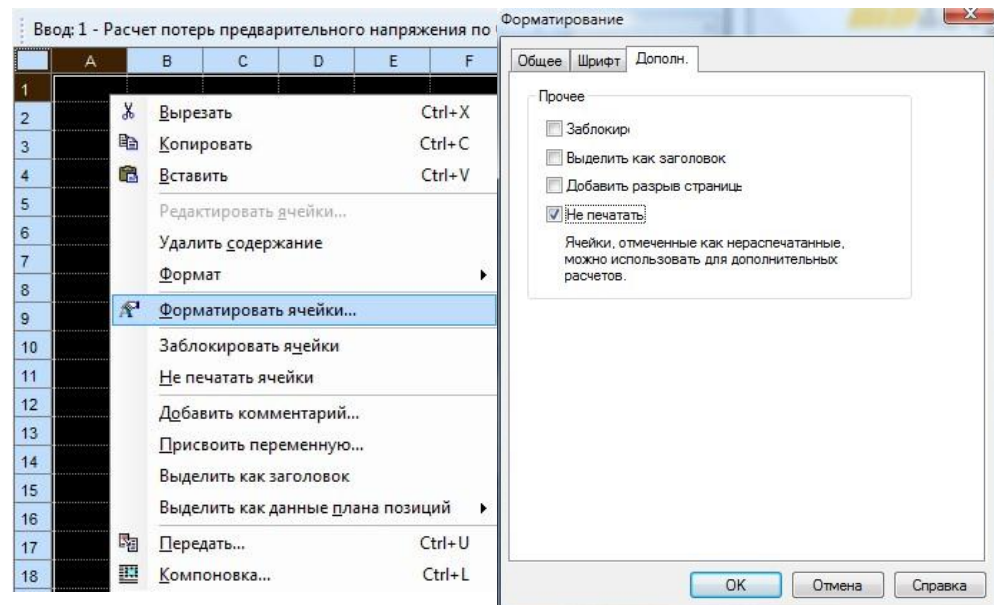 Ввод: 1 - Расчет потерь предварительного напряжения по
A B C D E F
1
2
3
4
5
6
7
8
9
10
11
12
13
14
15
16
17
18
Вырезать Ctrl+X
Копировать Ctrl+C
Вставить Ctrl+V
Редактировать ячейки...
Удалить содержание
Формат
Форматировать ячейки...
Заблокировать ячейки
Не печатать ячейки
Добавить комментарий...
Присвоить переменную...
Выделить как заголовок
Выделить как данные плана позиций
Передать... Ctrl+U
Компоновка... Ctrl+L
Форматирование
Общее Шрифт Дополн.
Прочее
Заблокир
Выделить как заголовок
Добавить разрыв страниць
Не печатать
Ячейки, отмеченные как нераспечатанные,
можно использовать для дополнительных
расчетов.
OK Отмена Справка